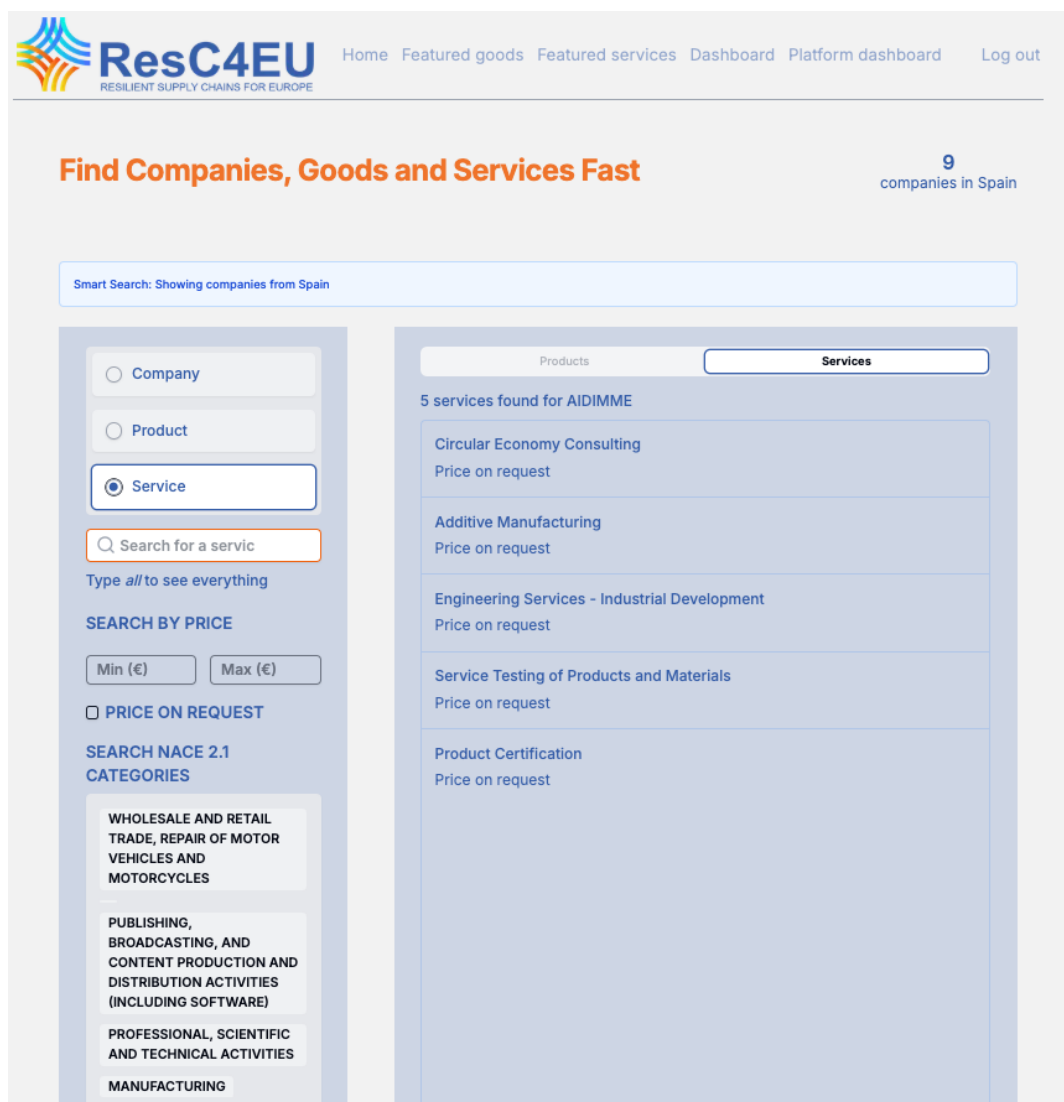 ResC4EU
RESILIENT SUPPLY CHAINS FOR EUROPE
Home Featured goods Featured services Dashboard Platform dashboard Log out
Find Companies, Goods and Services Fast
9
companies in Spain
Smart Search: Showing companies from Spain
Company
Product
Service
Search for a servic
Type all to see everything
SEARCH BY PRICE
Min (€) Max (€)
PRICE ON REQUEST
SEARCH NACE 2.1
CATEGORIES
WHOLESALE AND RETAIL
TRADE, REPAIR OF MOTOR
VEHICLES AND
MOTORCYCLES
PUBLISHING,
BROADCASTING, AND
CONTENT PRODUCTION AND
DISTRIBUTION ACTIVITIES
(INCLUDING SOFTWARE)
PROFESSIONAL, SCIENTIFIC
AND TECHNICAL ACTIVITIES
MANUFACTURING
Products Services
5 services found for AIDIMME
Circular Economy Consulting
Price on request
Additive Manufacturing
Price on request
Engineering Services - Industrial Development
Price on request
Service Testing of Products and Materials
Price on request
Product Certification
Price on request